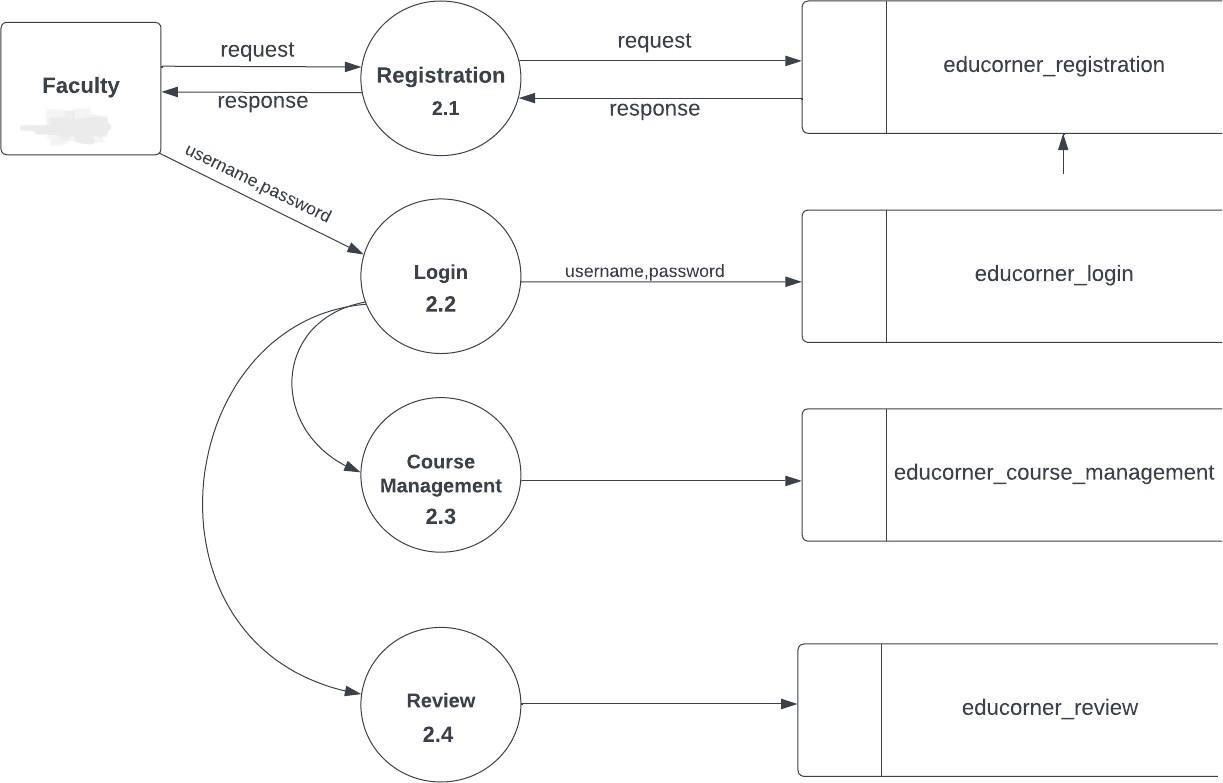 Faculty
request
response
Registration
2.1
request
response
educorner_registration
username,password
Login
2.2
username,password
educorner_login
Course
Management
2.3
educorner_course_management
Review
2.4
educorner_review